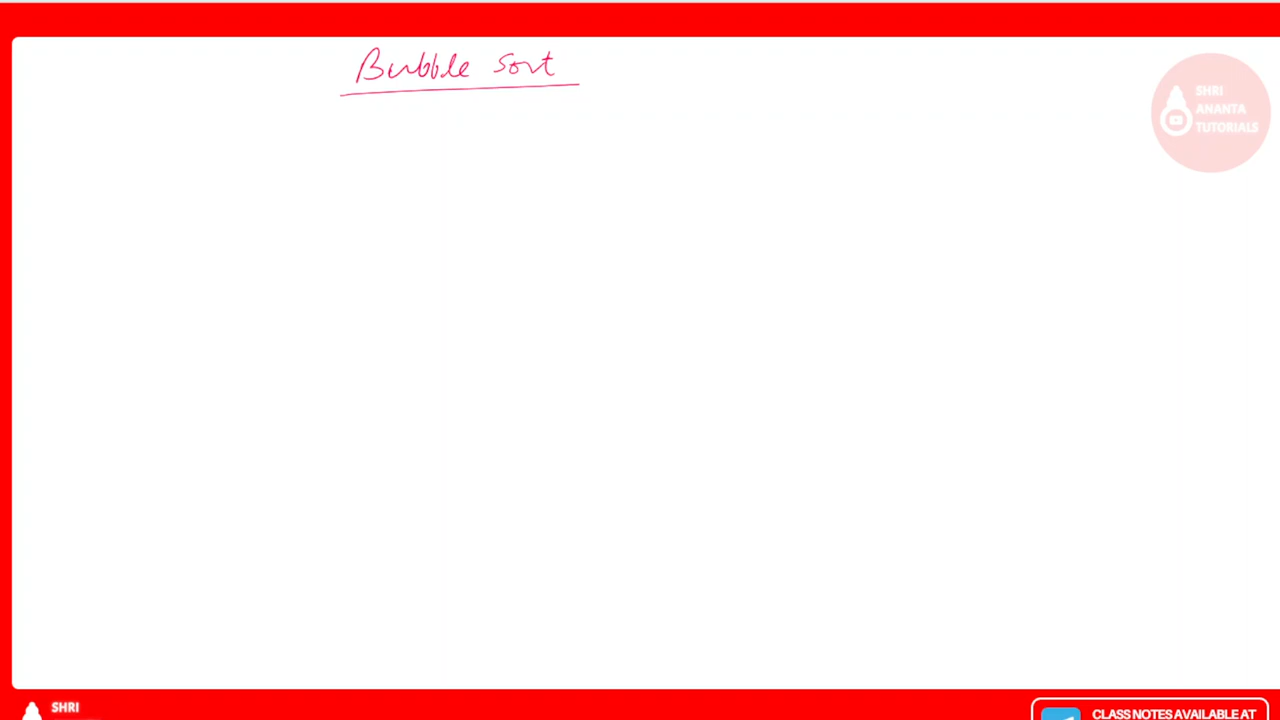 Bubble Sort
SHRI
ANANTA
TUTORIALS
SHRI
CLASS NOTES AVAILABLE AT